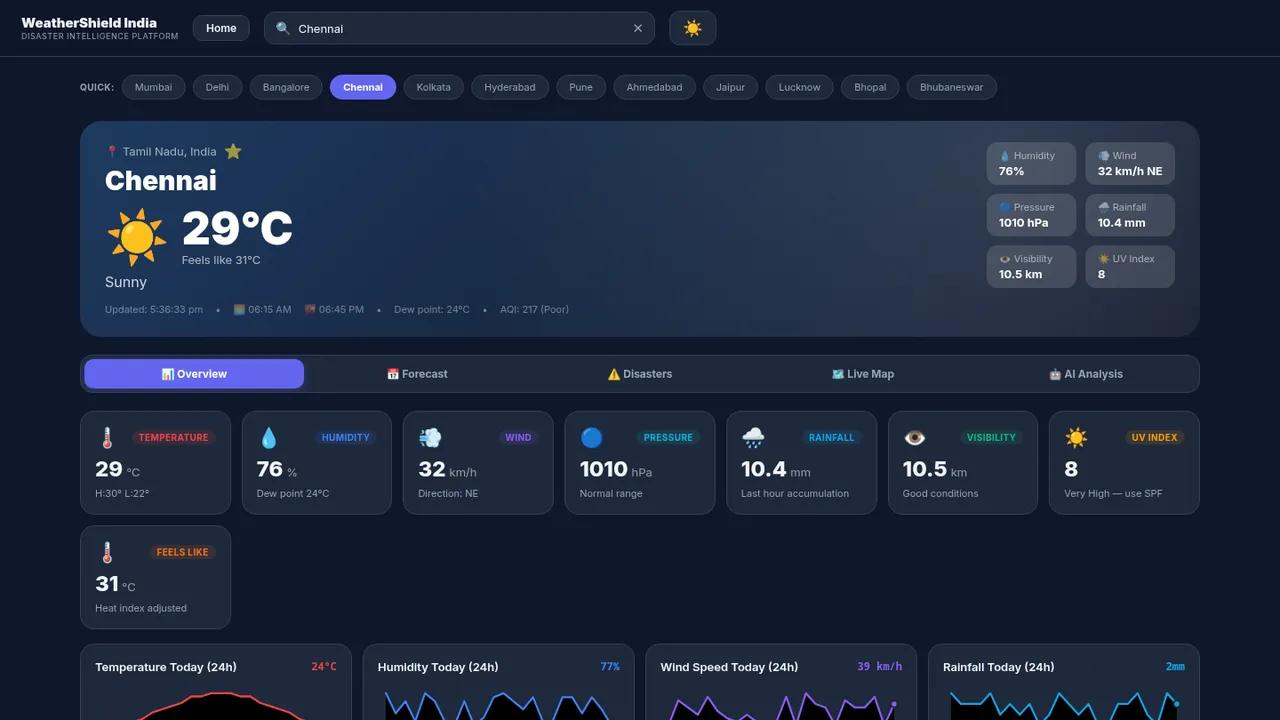 WeatherShield India
DISASTER INTELLIGENCE PLATFORM
Home
Chennai
QUICK: Mumbai Delhi Bangalore Chennai Kolkata Hyderabad Pune Ahmedabad Jaipur Lucknow Bhopal Bhubaneswar
Tamil Nadu, India
Chennai
29°C
Feels like 31°C
Sunny
Updated: 5:36:33 pm • 06:15 AM 06:45 PM • Dew point: 24°C • AQI: 217 (Poor)
Humidity
76%
Wind
32 km/h NE
Pressure
1010 hPa
Rainfall
10.4 mm
Visibility
10.5 km
UV Index
8
Overview Forecast Disasters Live Map AI Analysis
TEMPERATURE
29 °C
H:30° L:22°
HUMIDITY
76 %
Dew point 24°C
WIND
32 km/h
Direction: NE
PRESSURE
1010 hPa
Normal range
RAINFALL
10.4 mm
Last hour accumulation
VISIBILITY
10.5 km
Good conditions
UV INDEX
8
Very High — use SPF
FEELS LIKE
31 °C
Heat index adjusted
Temperature Today (24h) 24°C
Humidity Today (24h) 77%
Wind Speed Today (24h) 39 km/h
Rainfall Today (24h) 2mm